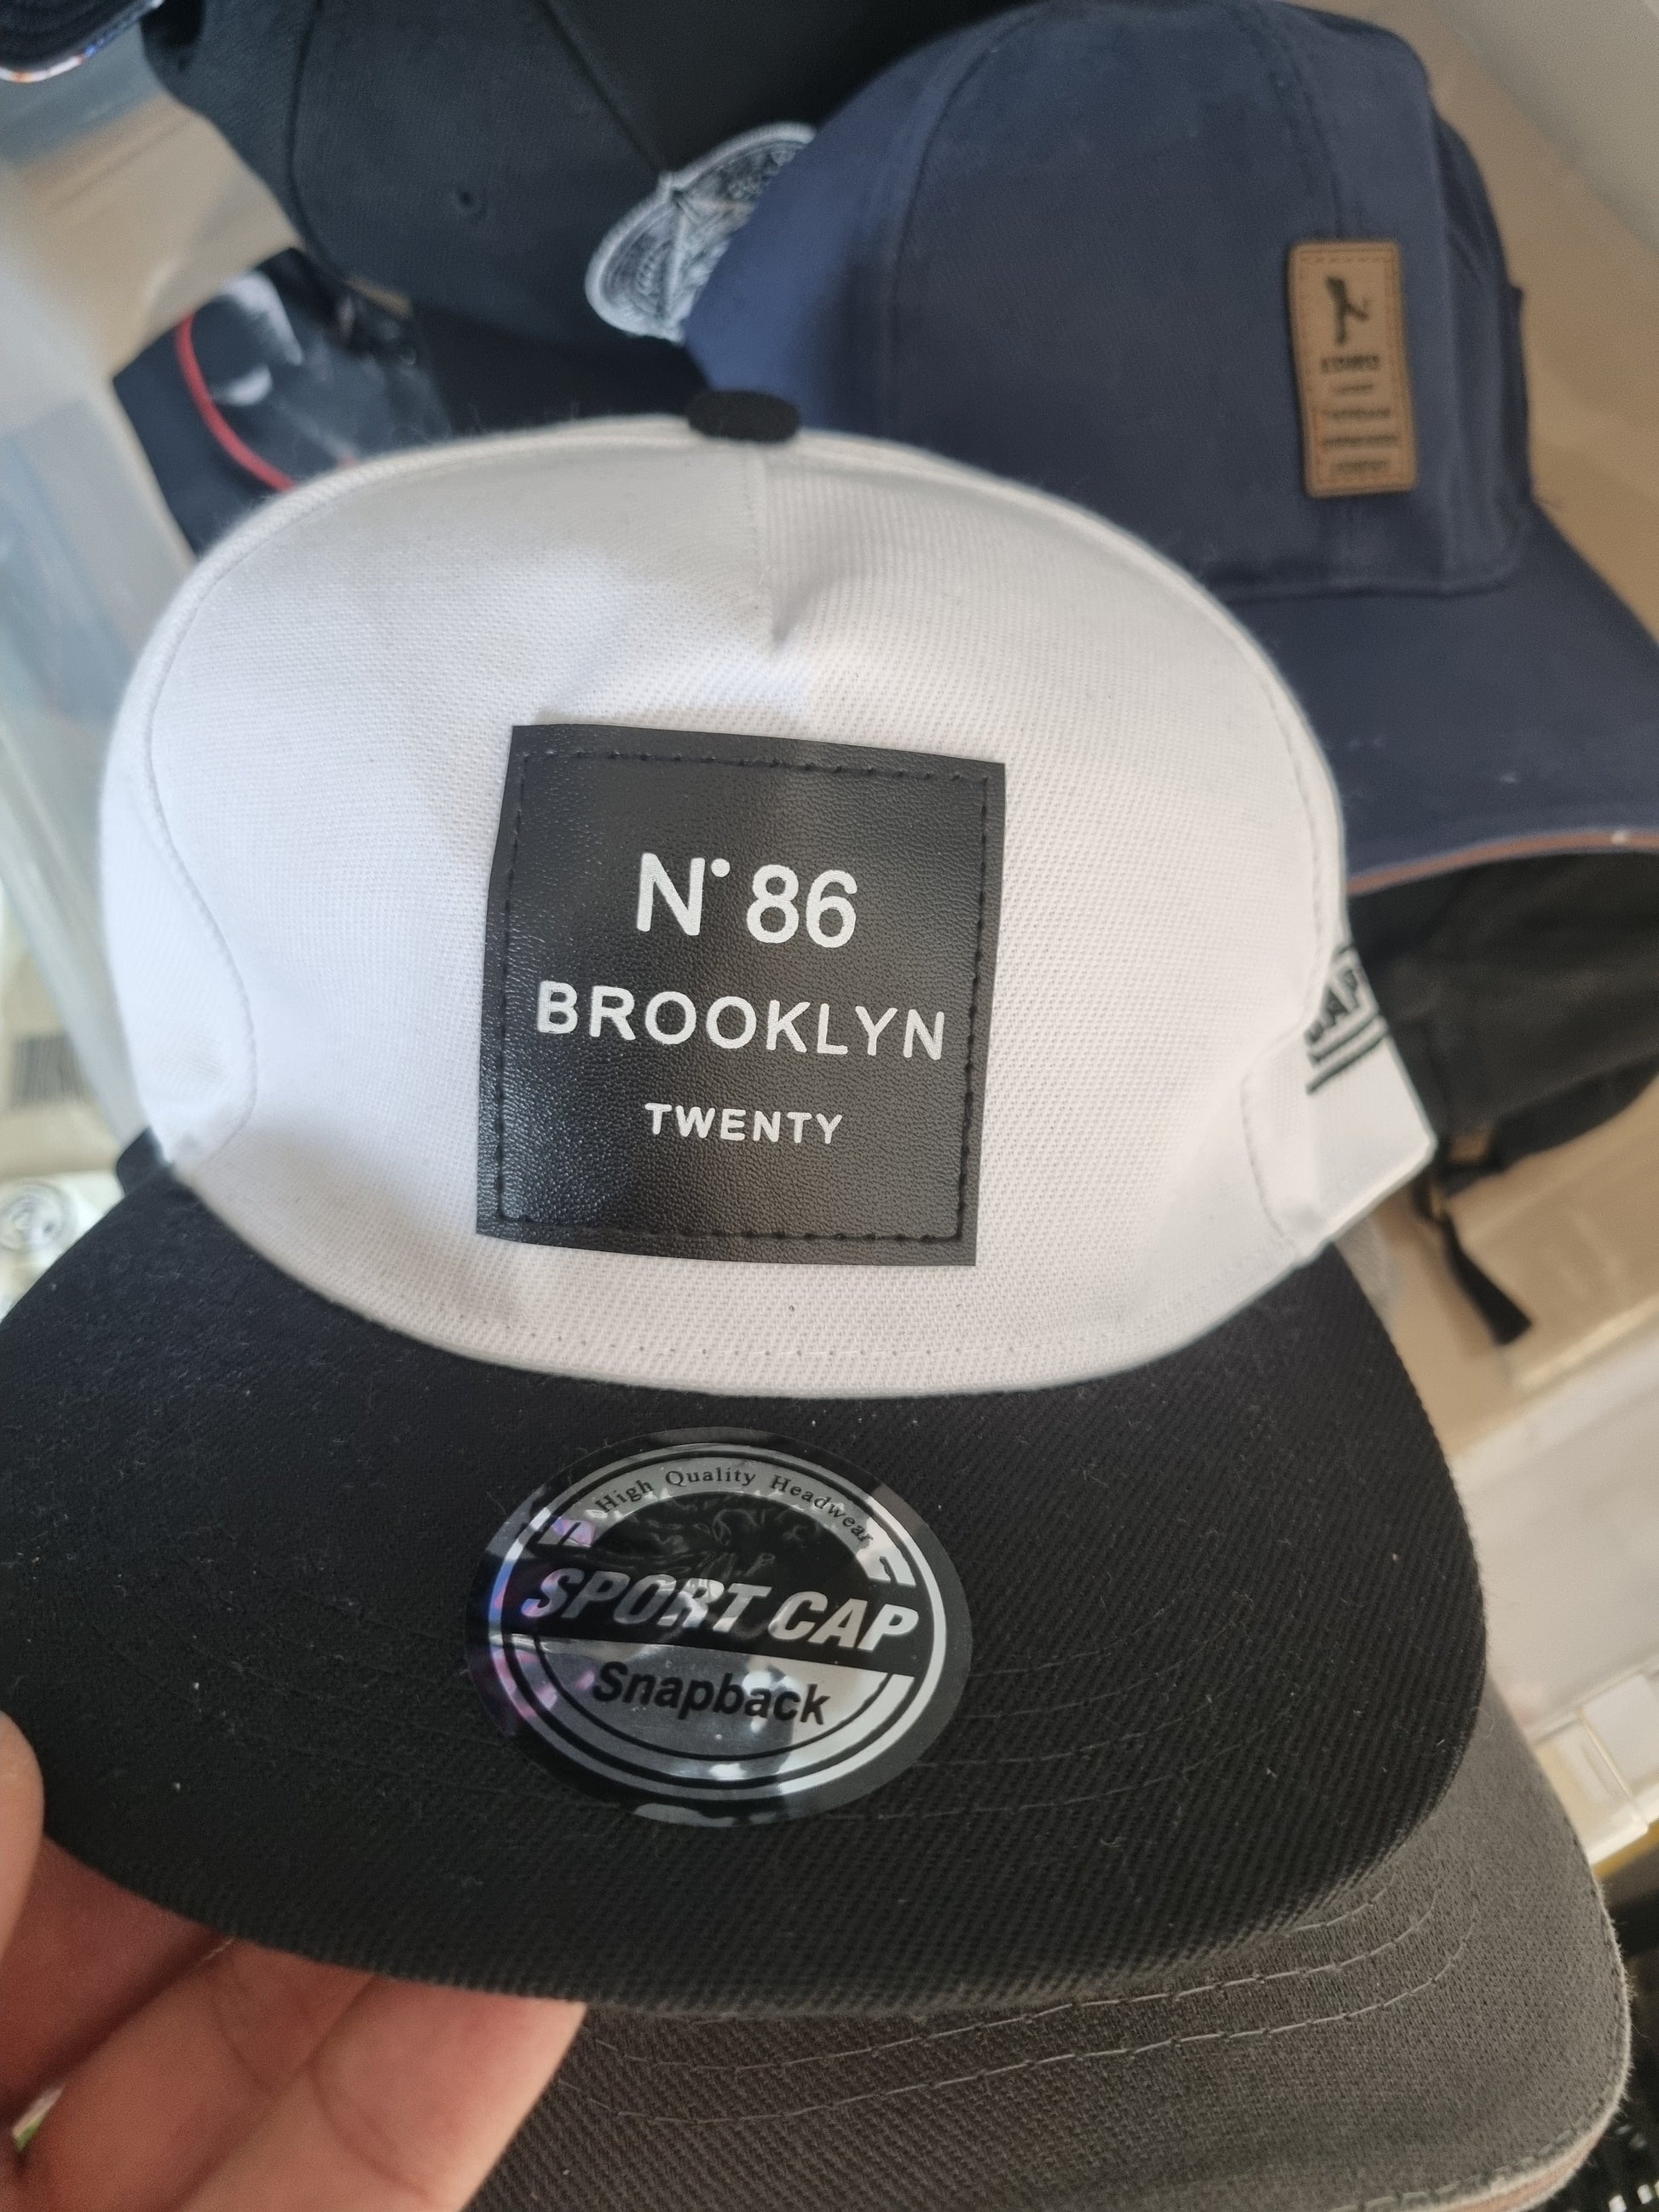 N° 86
BROOKLYN
TWENTY
High Quality Headwear
SPORT CAP
Snapback